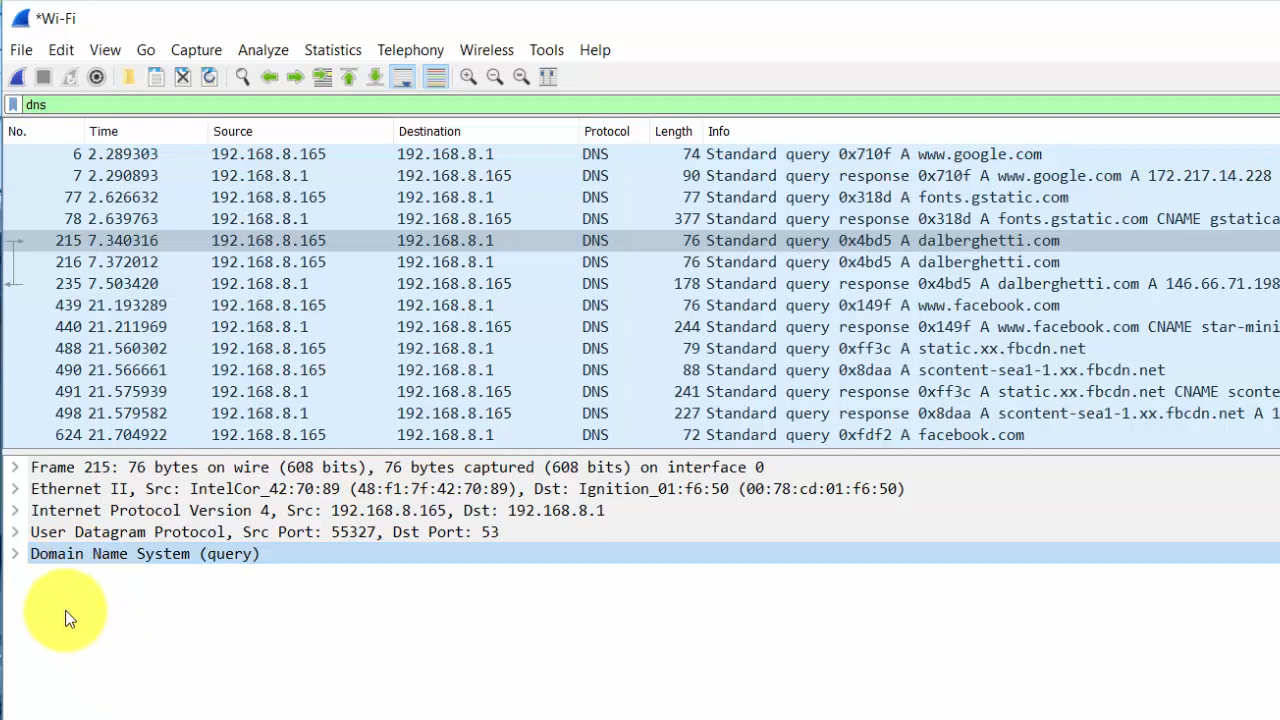 *Wi-Fi
File Edit View Go Capture Analyze Statistics Telephony Wireless Tools Help
dns
No. Time Source Destination Protocol Length Info
6 2.289303 192.168.8.165 192.168.8.1 DNS 74 Standard query 0x710f A www.google.com
7 2.290893 192.168.8.1 192.168.8.165 DNS 90 Standard query response 0x710f A www.google.com A 172.217.14.228
77 2.626632 192.168.8.165 192.168.8.1 DNS 77 Standard query 0x318d A fonts.gstatic.com
78 2.639763 192.168.8.1 192.168.8.165 DNS 377 Standard query response 0x318d A fonts.gstatic.com CNAME gstatica
215 7.340316 192.168.8.165 192.168.8.1 DNS 76 Standard query 0x4bd5 A dalberghetti.com
216 7.372012 192.168.8.165 192.168.8.1 DNS 76 Standard query 0x4bd5 A dalberghetti.com
235 7.503420 192.168.8.1 192.168.8.165 DNS 178 Standard query response 0x4bd5 A dalberghetti.com A 146.66.71.198
439 21.193289 192.168.8.165 192.168.8.1 DNS 76 Standard query 0x149f A www.facebook.com
440 21.211969 192.168.8.1 192.168.8.165 DNS 244 Standard query response 0x149f A www.facebook.com CNAME star-mini
488 21.560302 192.168.8.165 192.168.8.1 DNS 79 Standard query 0xff3c A static.xx.fbcdn.net
490 21.566661 192.168.8.165 192.168.8.1 DNS 88 Standard query 0x8daa A scontent-sea1-1.xx.fbcdn.net
491 21.575939 192.168.8.1 192.168.8.165 DNS 241 Standard query response 0xff3c A static.xx.fbcdn.net CNAME sconte
498 21.579582 192.168.8.1 192.168.8.165 DNS 227 Standard query response 0x8daa A scontent-sea1-1.xx.fbcdn.net A 1
624 21.704922 192.168.8.165 192.168.8.1 DNS 72 Standard query 0xfdf2 A facebook.com
Frame 215: 76 bytes on wire (608 bits), 76 bytes captured (608 bits) on interface 0
Ethernet II, Src: IntelCor_42:70:89 (48:f1:7f:42:70:89), Dst: Ignition_01:f6:50 (00:78:cd:01:f6:50)
Internet Protocol Version 4, Src: 192.168.8.165, Dst: 192.168.8.1
User Datagram Protocol, Src Port: 55327, Dst Port: 53
Domain Name System (query)